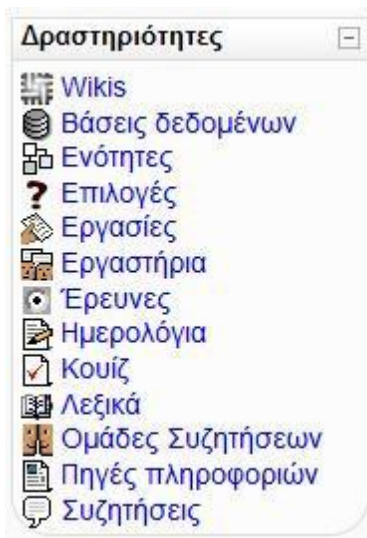 Δραστηριότητες
Wikis
Βάσεις δεδομένων
Ενότητες
Επιλογές
Εργασίες
Εργαστήρια
Έρευνες
Ημερολόγια
Κουίζ
Λεξικά
Ομάδες Συζητήσεων
Πηγές πληροφοριών
Συζητήσεις